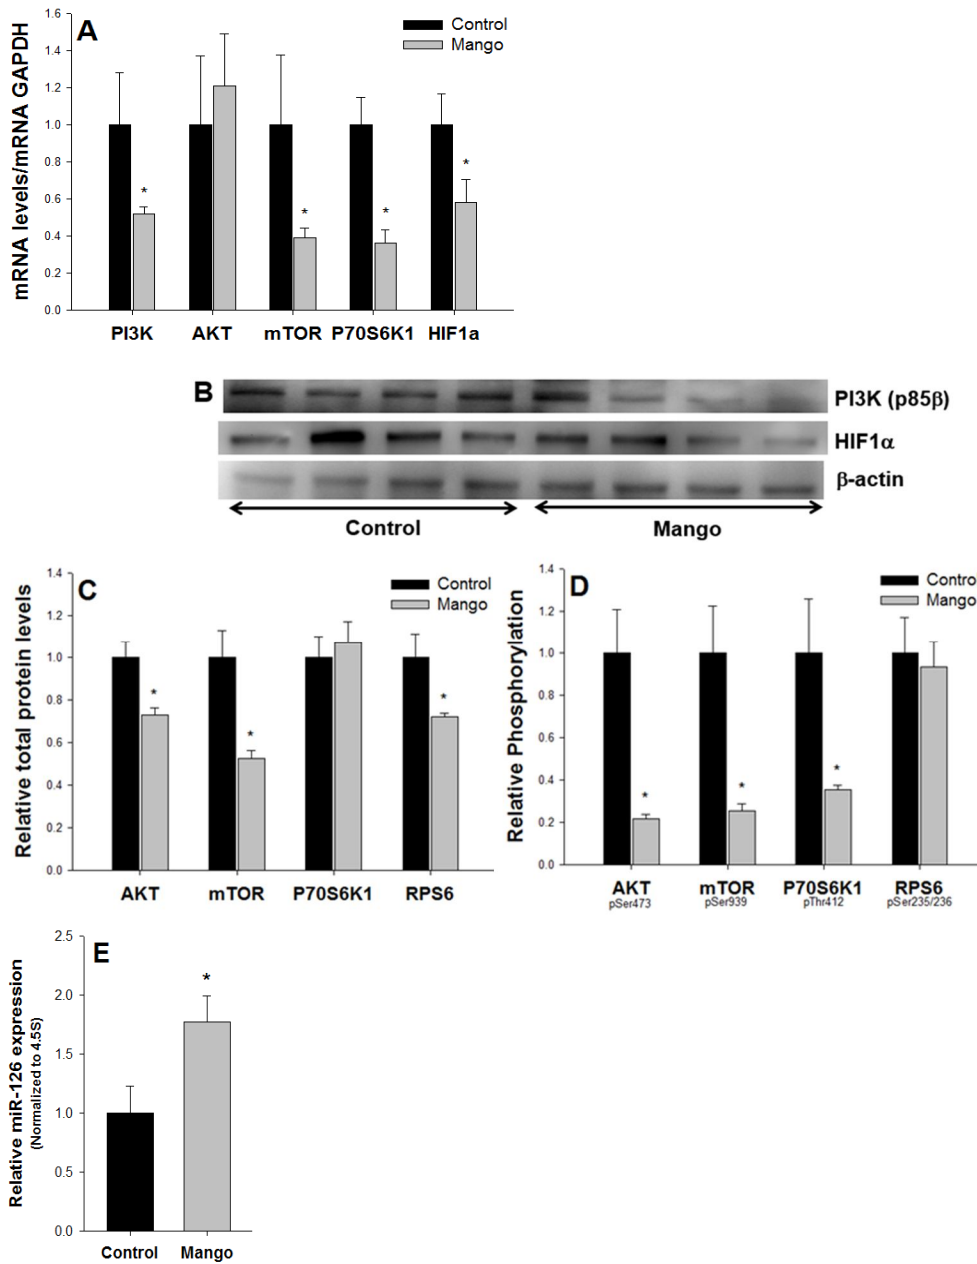 A
Control
Mango
mRNA levels/mRNA GAPDH
1.6
1.4
1.2
1.0
0.8
0.6
0.4
0.2
0.0
* * * *
PI3K AKT mTOR P70S6K1 HIF1a
B
PI3K (p85β)
HIF1α
β-actin
Control Mango
C
Control
Mango
Relative total protein levels
1.4
1.2
1.0
0.8
0.6
0.4
0.2
0.0
* * *
AKT mTOR P70S6K1 RPS6
D
Contro
Mango
Relative Phosphorylation
1.4
1.2
1.0
0.8
0.6
0.4
0.2
0.0
* * *
AKT mTOR P70S6K1 RPS6
pSer473 pSer939 pThr412 pSer235/236
E
Relative miR-126 expression
(Normalized to 4.5S)
2.5
2.0
1.5
1.0
0.5
0.0
*
Control Mango